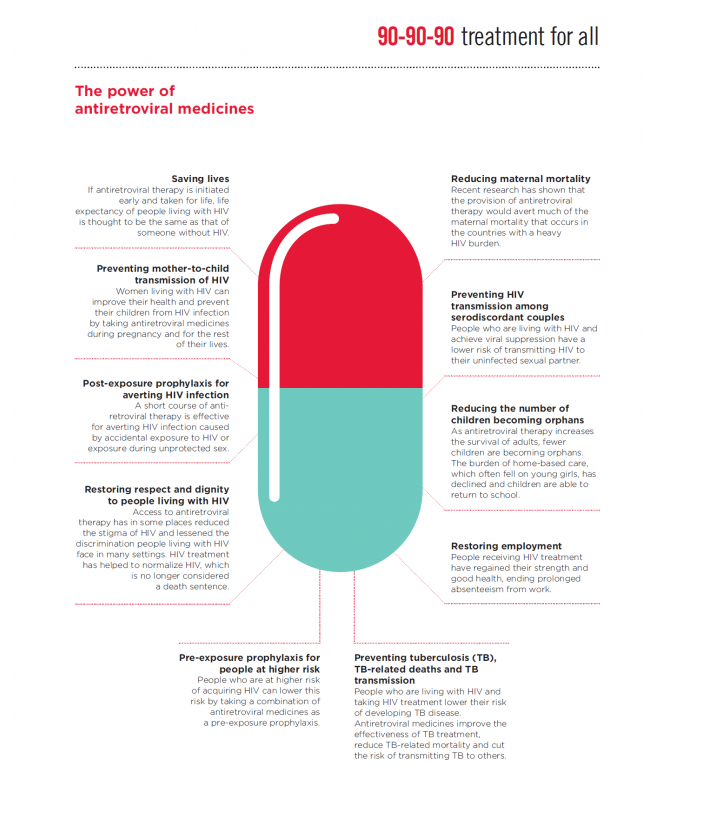 90-90-90 treatment for all
The power of
antiretroviral medicines
Saving lives
If antiretroviral therapy is initiated
early and taken for life, life
expectancy of people living with HIV
is thought to be the same as that of
someone without HIV.
Preventing mother-to-child
transmission of HIV
Women living with HIV can
improve their health and prevent
their children from HIV infection
by taking antiretroviral medicines
during pregnancy and for the rest
of their lives.
Post-exposure prophylaxis for
averting HIV infection
A short course of anti-
retroviral therapy is effective
for averting HIV infection caused
by accidental exposure to HIV or
exposure during unprotected sex.
Restoring respect and dignity
to people living with HIV
Access to antiretroviral
therapy has in some places reduced
the stigma of HIV and lessened the
discrimination people living with HIV
face in many settings. HIV treatment
has helped to normalize HIV, which
is no longer considered
a death sentence.
Pre-exposure prophylaxis for
people at higher risk
People who are at higher risk
of acquiring HIV can lower this
risk by taking a combination of
antiretroviral medicines as
a pre-exposure prophylaxis.
Reducing maternal mortality
Recent research has shown that
the provision of antiretroviral
therapy would avert much of the
maternal mortality that occurs in
the countries with a heavy
HIV burden.
Preventing HIV
transmission among
serodiscordant couples
People who are living with HIV and
achieve viral suppression have a
lower risk of transmitting HIV to
their uninfected sexual partner.
Reducing the number of
children becoming orphans
As antiretroviral therapy increases
the survival of adults, fewer
children are becoming orphans.
The burden of home-based care,
which often fell on young girls, has
declined and children are able to
return to school.
Restoring employment
People receiving HIV treatment
have regained their strength and
good health, ending prolonged
absenteeism from work.
Preventing tuberculosis (TB),
TB-related deaths and TB
transmission
People who are living with HIV and
taking HIV treatment lower their risk
of developing TB disease.
Antiretroviral medicines improve the
effectiveness of TB treatment,
reduce TB-related mortality and cut
the risk of transmitting TB to others.